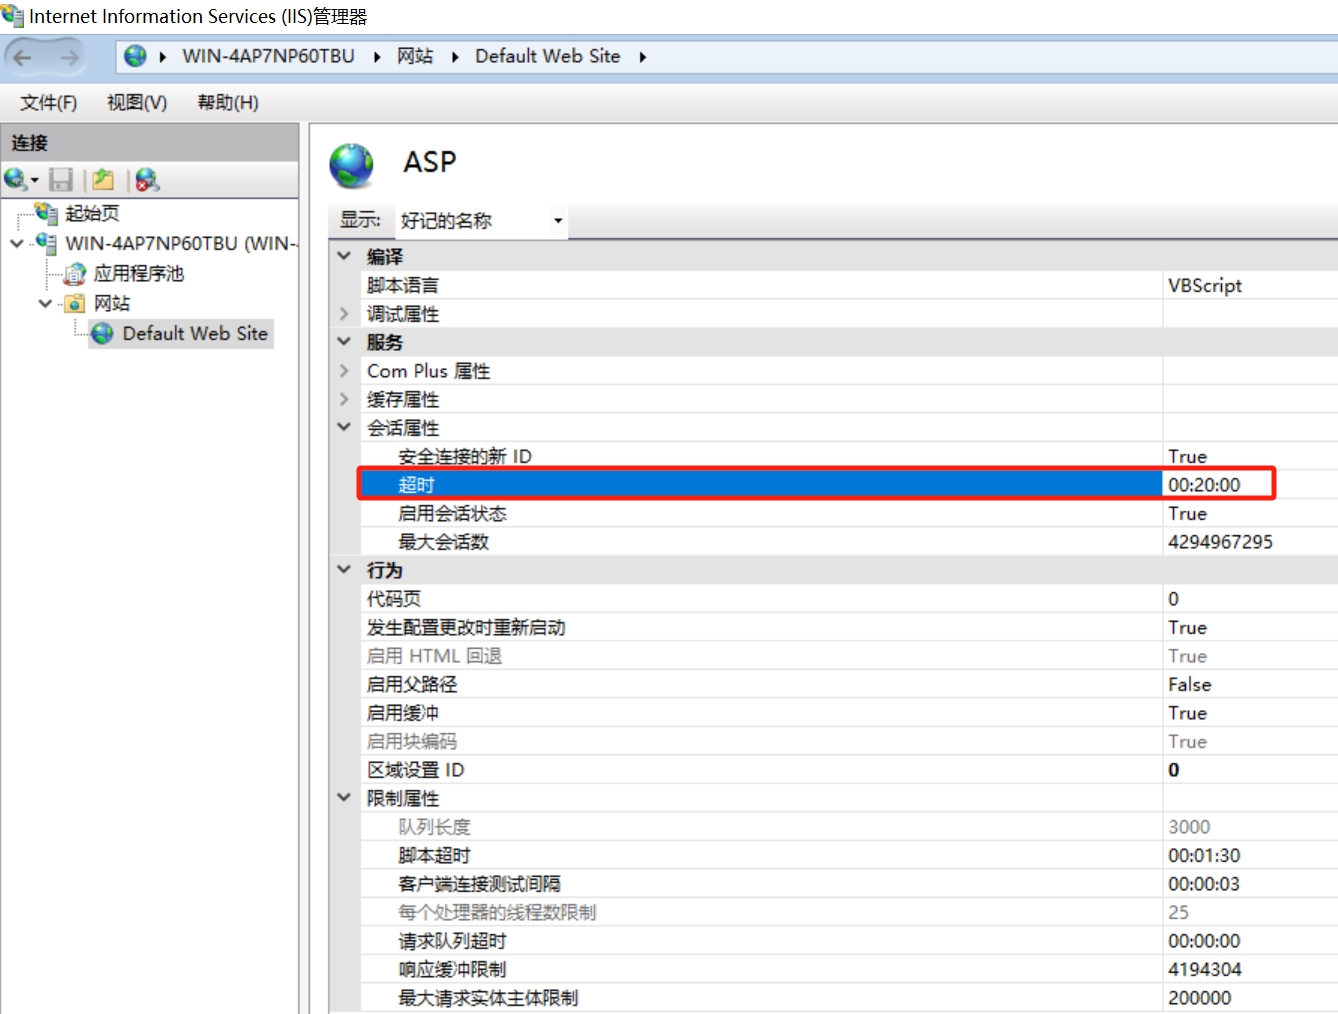 Internet Information Services (IIS)管理器
WIN-4AP7NP60TBU 网站 Default Web Site
文件(F) 视图(V) 帮助(H)
连接
起始页
WIN-4AP7NP60TBU (WIN-
应用程序池
网站
Default Web Site
ASP
显示: 好记的名称
编译
脚本语言 VBScript
调试属性
服务
Com Plus 属性
缓存属性
会话属性
安全连接的新 ID True
超时 00:20:00
启用会话状态 True
最大会话数 4294967295
行为
代码页 0
发生配置更改时重新启动 True
启用 HTML 回退 True
启用父路径 False
启用缓冲 True
启用块编码 True
区域设置 ID 0
限制属性
队列长度 3000
脚本超时 00:01:30
客户端连接测试间隔 00:00:03
每个处理器的线程数限制 25
请求队列超时 00:00:00
响应缓冲限制 4194304
最大请求实体主体限制 200000